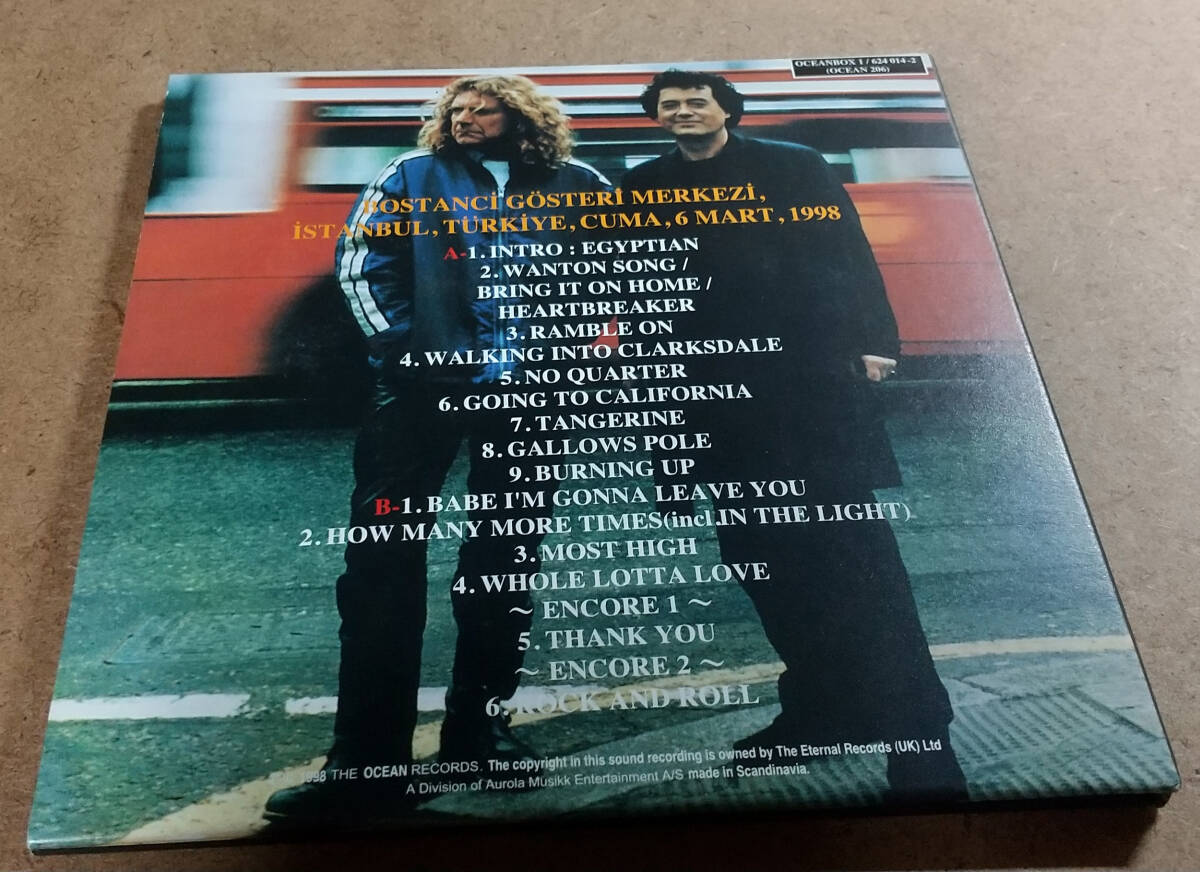 OCEANBOX 1 / 624 014-2
(OCEAN 206)
BOSTANCİ GÖSTERİ MERKEZİ,
İSTANBUL, TÜRKİYE, CUMA, 6 MART, 1998
A-1. INTRO : EGYPTIAN
2. WANTON SONG /
BRING IT ON HOME /
HEARTBREAKER
3. RAMBLE ON
4. WALKING INTO CLARKSDALE
5. NO QUARTER
6. GOING TO CALIFORNIA
7. TANGERINE
8. GALLOWS POLE
9. BURNING UP
B-1. BABE I'M GONNA LEAVE YOU
2. HOW MANY MORE TIMES(incl.IN THE LIGHT)
3. MOST HIGH
4. WHOLE LOTTA LOVE
～ ENCORE 1 ～
5. THANK YOU
～ ENCORE 2 ～
6. ROCK AND ROLL
1998 THE OCEAN RECORDS. The copyright in this sound recording is owned by The Eternal Records (UK) Ltd
A Division of Aurola Musikk Entertainment A/S made in Scandinavia.